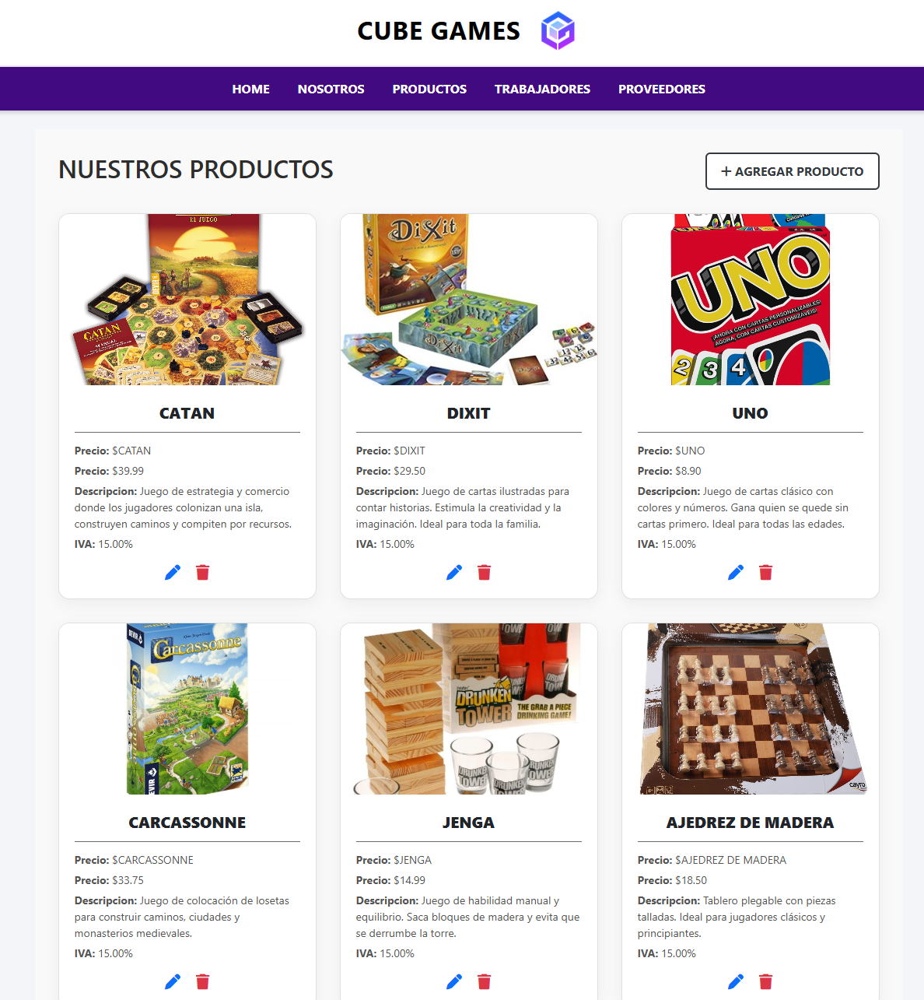 CUBE GAMES
HOME NOSOTROS PRODUCTOS TRABAJADORES PROVEEDORES
NUESTROS PRODUCTOS
+ AGREGAR PRODUCTO
EL JUEGO
DEVIR
CATAN
MANUAL
DiXit
DiXit
UNO
¡AHORA CON CARTAS PERSONALIZABLES!
AGORA, COM CARTAS CUSTOMIZÁVEIS!
2 3 4
CATAN
Precio: $CATAN
Precio: $39.99
Descripcion: Juego de estrategia y comercio
donde los jugadores colonizan una isla,
construyen caminos y compiten por recursos.
IVA: 15.00%
DIXIT
Precio: $DIXIT
Precio: $29.50
Descripcion: Juego de cartas ilustradas para
contar historias. Estimula la creatividad y la
imaginación. Ideal para toda la familia.
IVA: 15.00%
UNO
Precio: $UNO
Precio: $8.90
Descripcion: Juego de cartas clásico con
colores y números. Gana quien se quede sin
cartas primero. Ideal para todas las edades.
IVA: 15.00%
DEVIR
Carcassonne
DEVIR
DRUNKEN
TOWER
THE GRAB A PIECE
DRINKING GAME!
cayro
CARCASSONNE
Precio: $CARCASSONNE
Precio: $33.75
Descripcion: Juego de colocación de losetas
para construir caminos, ciudades y
monasterios medievales.
IVA: 15.00%
JENGA
Precio: $JENGA
Precio: $14.99
Descripcion: Juego de habilidad manual y
equilibrio. Saca bloques de madera y evita que
se derrumbe la torre.
IVA: 15.00%
AJEDREZ DE MADERA
Precio: $AJEDREZ DE MADERA
Precio: $18.50
Descripcion: Tablero plegable con piezas
talladas. Ideal para jugadores clásicos y
principiantes.
IVA: 15.00%